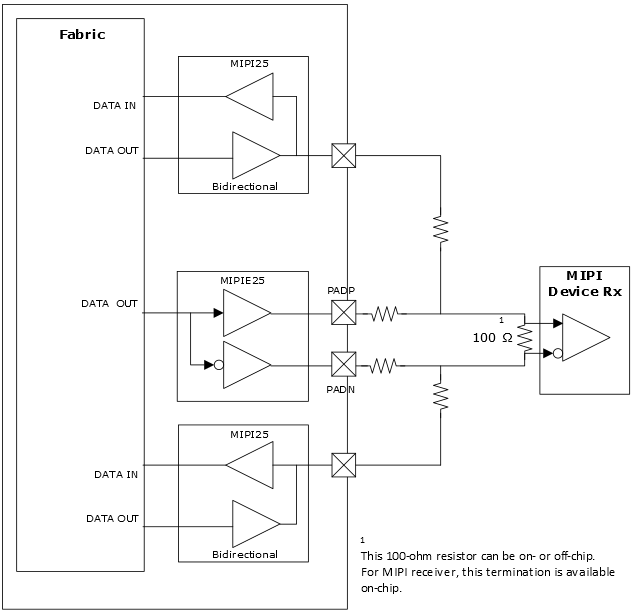 Fabric
MIPI25
DATA IN
DATA OUT
Bidirectional
MIPIE25
DATA OUT
PADP
PADN
1
100 Ω
MIPI
Device Rx
MIPI25
DATA IN
DATA OUT
Bidirectional
1
This 100-ohm resistor can be on- or off-chip.
For MIPI receiver, this termination is available
on-chip.